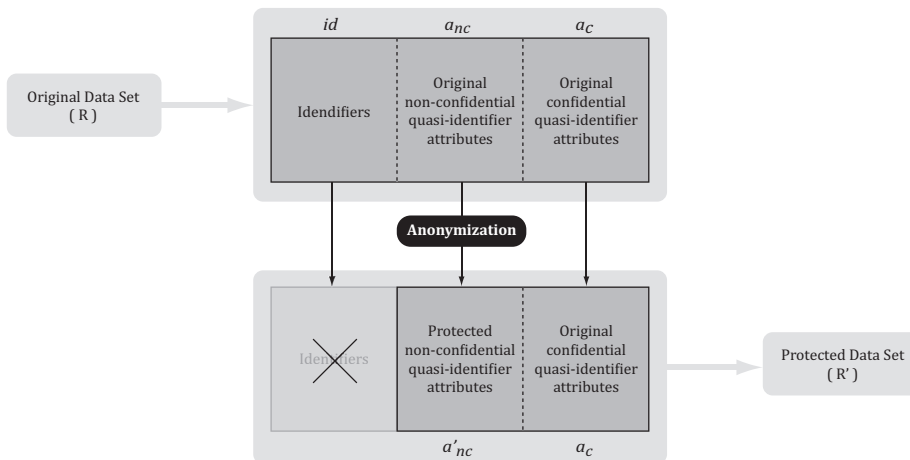 id a_nc a_c
Original Data Set
( R )
Idendifiers
Original
non-confidential
quasi-identifier
attributes
Original
confidential
quasi-identifier
attributes
Anonymization
Identifiers
Protected
non-confidential
quasi-identifier
attributes
Original
confidential
quasi-identifier
attributes
Protected Data Set
( R' )
a'_nc a_c